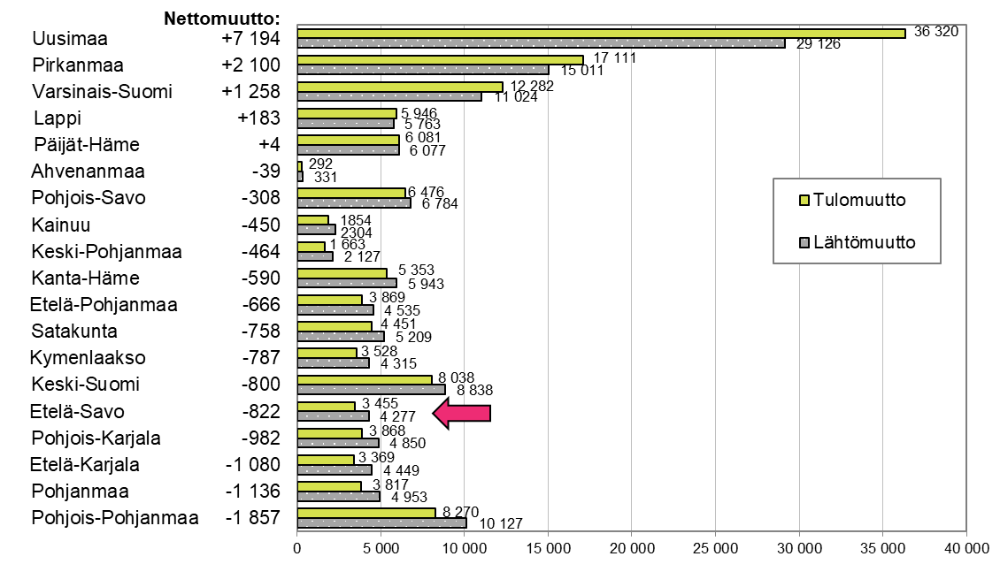 Nettomuutto:
Uusimaa +7 194 36 320
29 126
Pirkanmaa +2 100 17 111
15 011
Varsinais-Suomi +1 258 12 282
11 024
Lappi +183 5 946
5 763
Päijät-Häme +4 6 081
6 077
Ahvenanmaa -39 292
331
Pohjois-Savo -308 6 476
6 784
Kainuu -450 1854
2304
Keski-Pohjanmaa -464 1 663
2 127
Kanta-Häme -590 5 353
5 943
Etelä-Pohjanmaa -666 3 869
4 535
Satakunta -758 4 451
5 209
Kymenlaakso -787 3 528
4 315
Keski-Suomi -800 8 038
8 838
Etelä-Savo -822 3 455
4 277
Pohjois-Karjala -982 3 868
4 850
Etelä-Karjala -1 080 3 369
4 449
Pohjanmaa -1 136 3 817
4 953
Pohjois-Pohjanmaa -1 857 8 270
10 127
Tulomuutto
Lähtömuutto
0 5 000 10 000 15 000 20 000 25 000 30 000 35 000 40 000